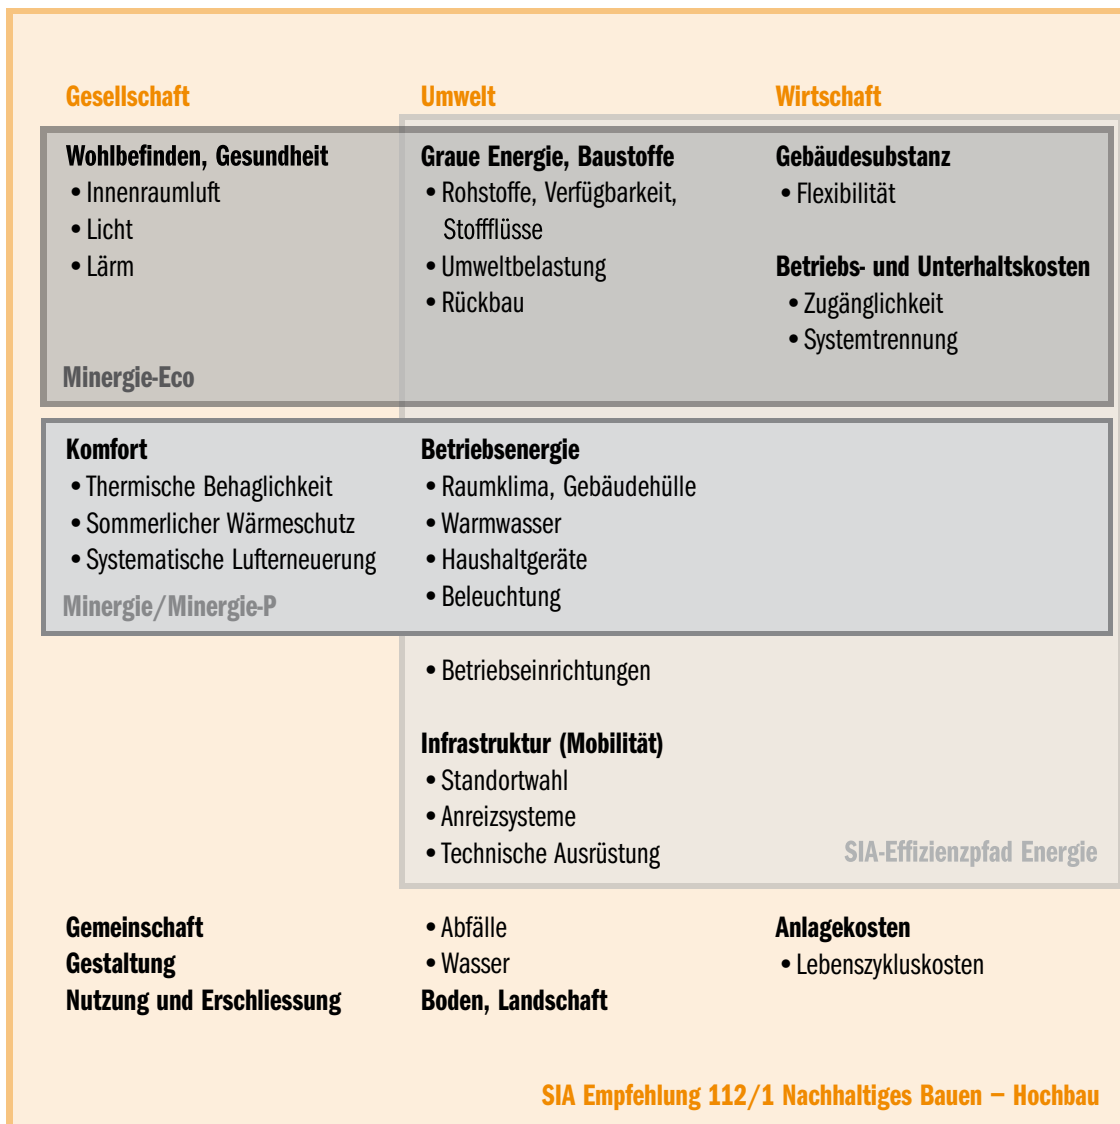 Gesellschaft
Umwelt
Wirtschaft
Wohlbefinden, Gesundheit
• Innenraumluft
• Licht
• Lärm
Graue Energie, Baustoffe
• Rohstoffe, Verfügbarkeit,
Stoffflüsse
• Umweltbelastung
• Rückbau
Gebäudesubstanz
• Flexibilität
Betriebs- und Unterhaltskosten
• Zugänglichkeit
• Systemtrennung
Minergie-Eco
Komfort
• Thermische Behaglichkeit
• Sommerlicher Wärmeschutz
• Systematische Lufterneuerung
Minergie/Minergie-P
Betriebsenergie
• Raumklima, Gebäudehülle
• Warmwasser
• Haushaltgeräte
• Beleuchtung
• Betriebseinrichtungen
Infrastruktur (Mobilität)
• Standortwahl
• Anreizsysteme
• Technische Ausrüstung
SIA-Effizienzpfad Energie
Gemeinschaft
Gestaltung
Nutzung und Erschliessung
• Abfälle
• Wasser
Boden, Landschaft
Anlagekosten
• Lebenszykluskosten
SIA Empfehlung 112/1 Nachhaltiges Bauen – Hochbau